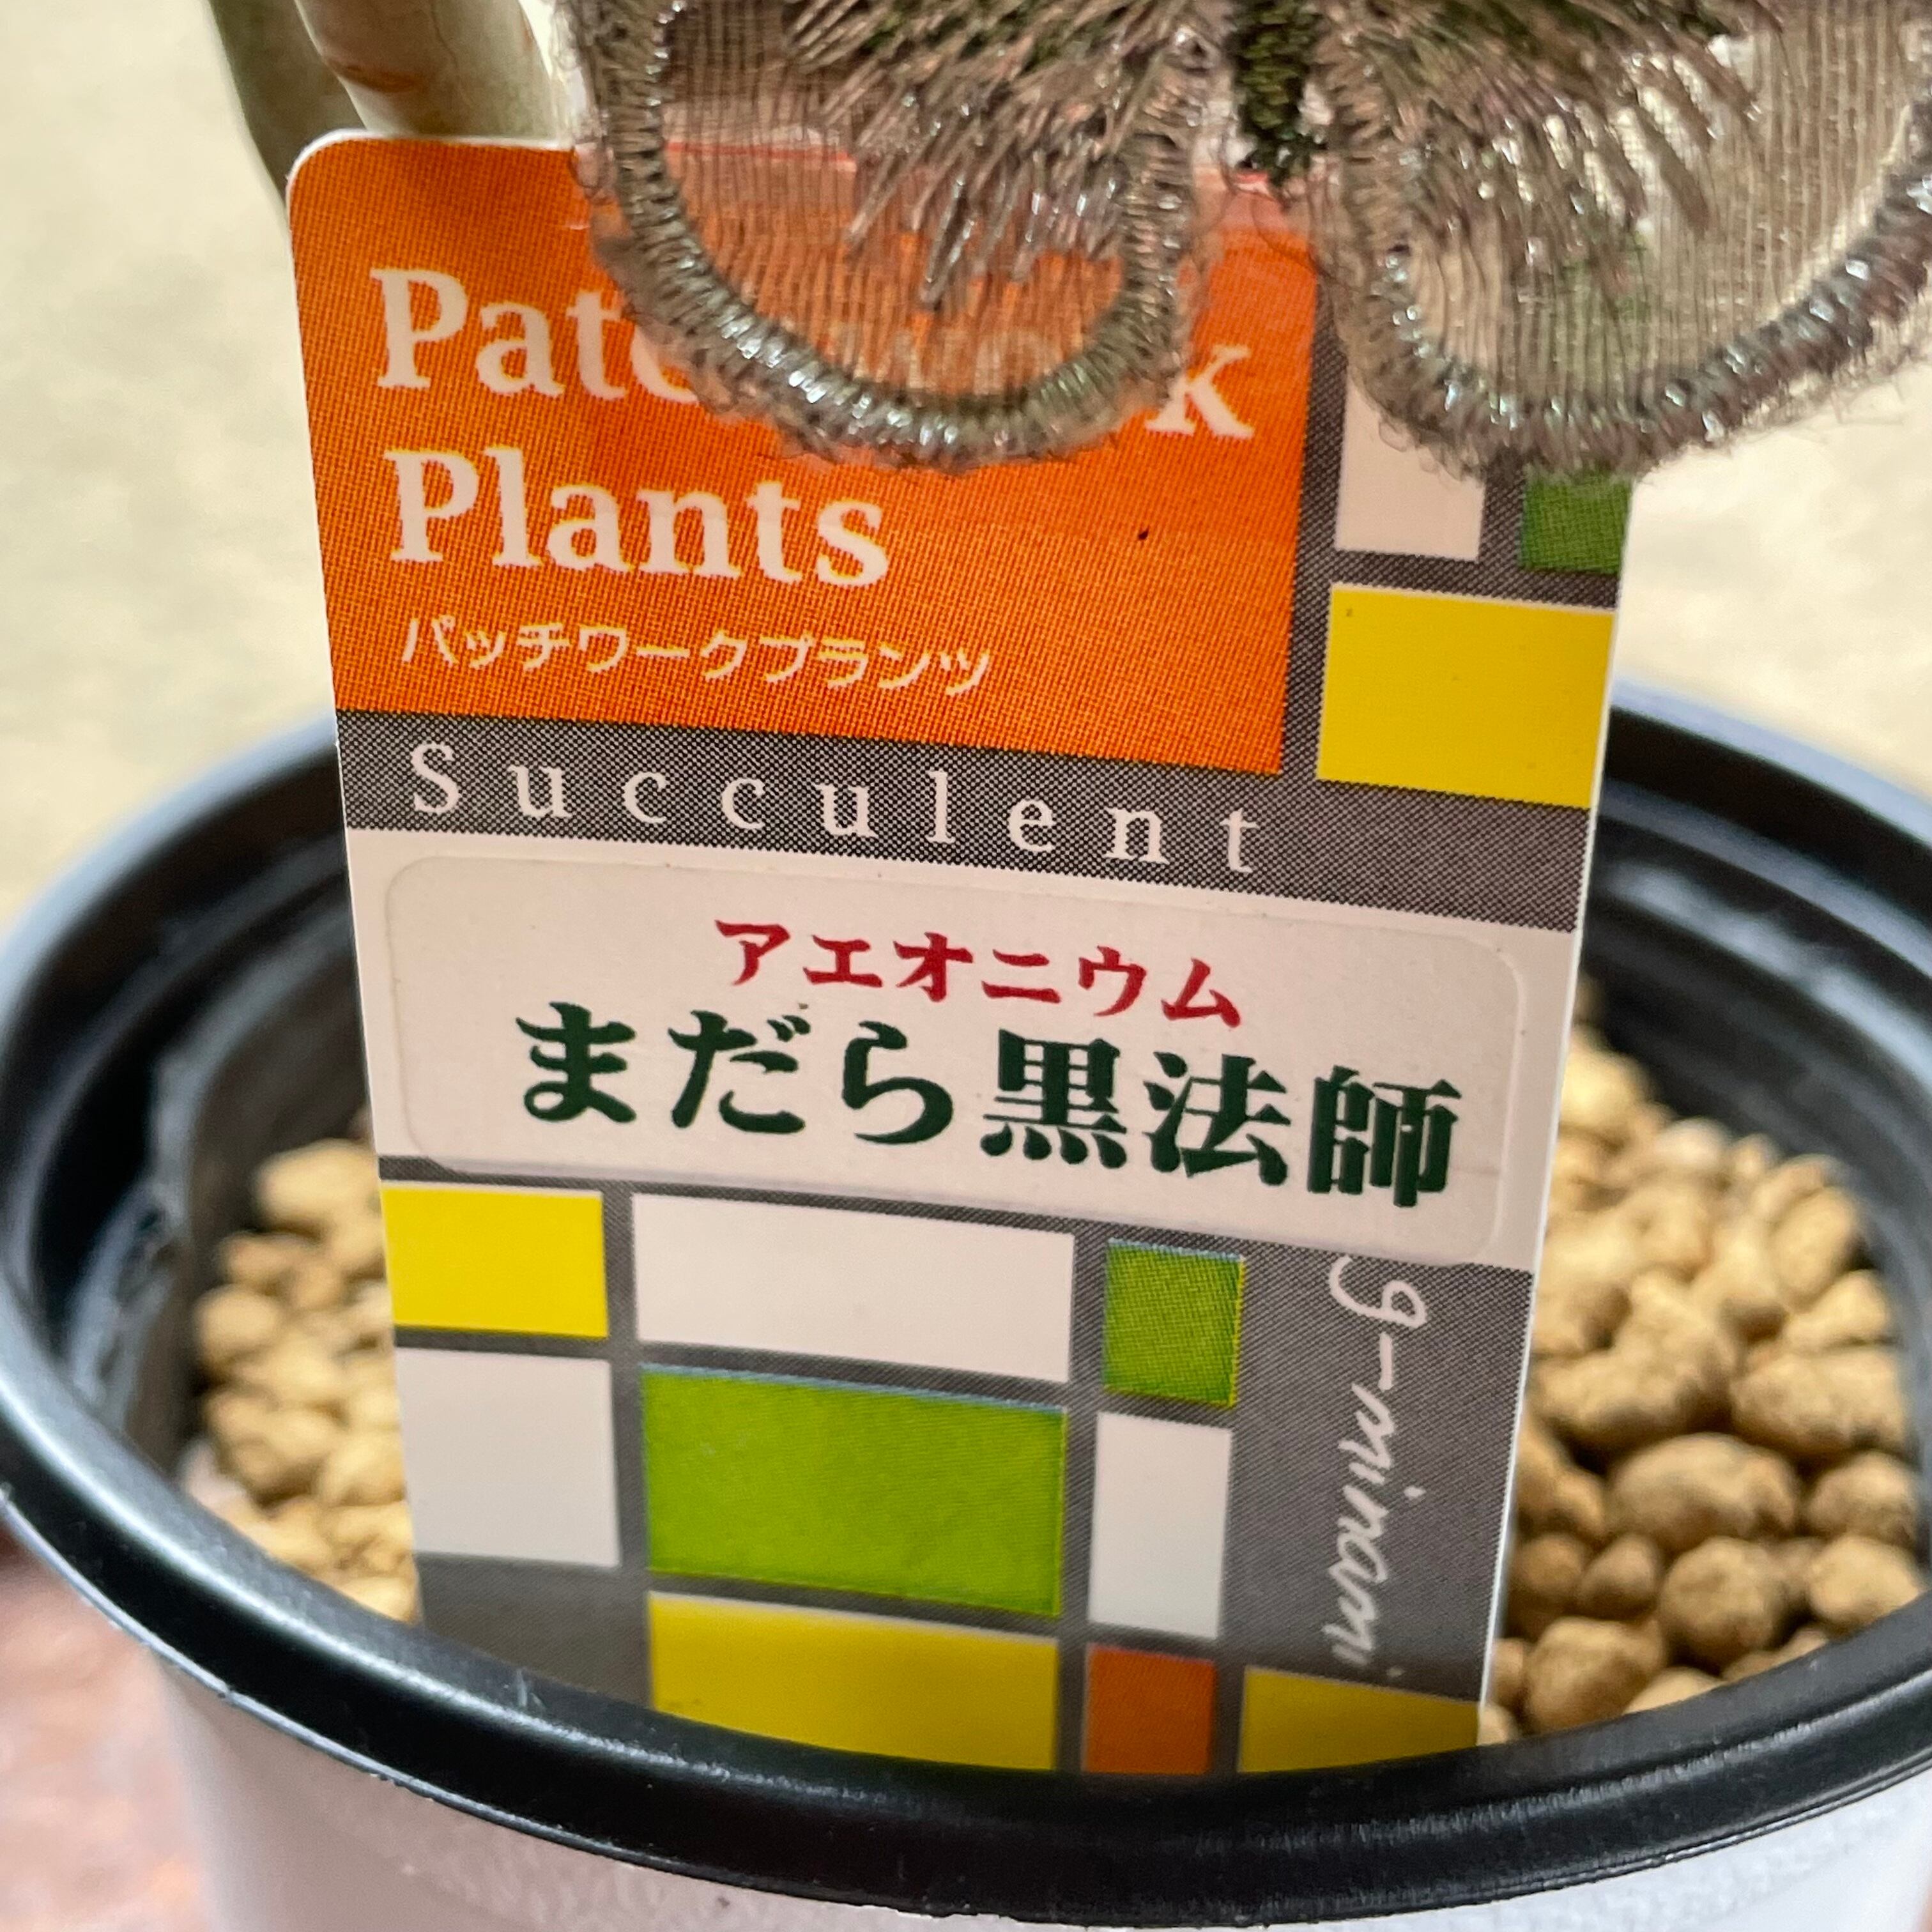 Plants
パッチワークプランツ
Succulent
アエオニウム
まだら黒法師
g-minami